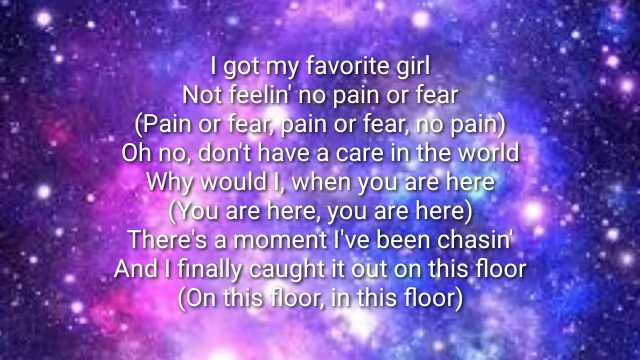 I got my favorite girl
Not feelin' no pain or fear
(Pain or fear, pain or fear, no pain)
Oh no, don't have a care in the world
Why would I, when you are here
(You are here, you are here)
There's a moment I've been chasin'
And I finally caught it out on this floor
(On this floor, in this floor)